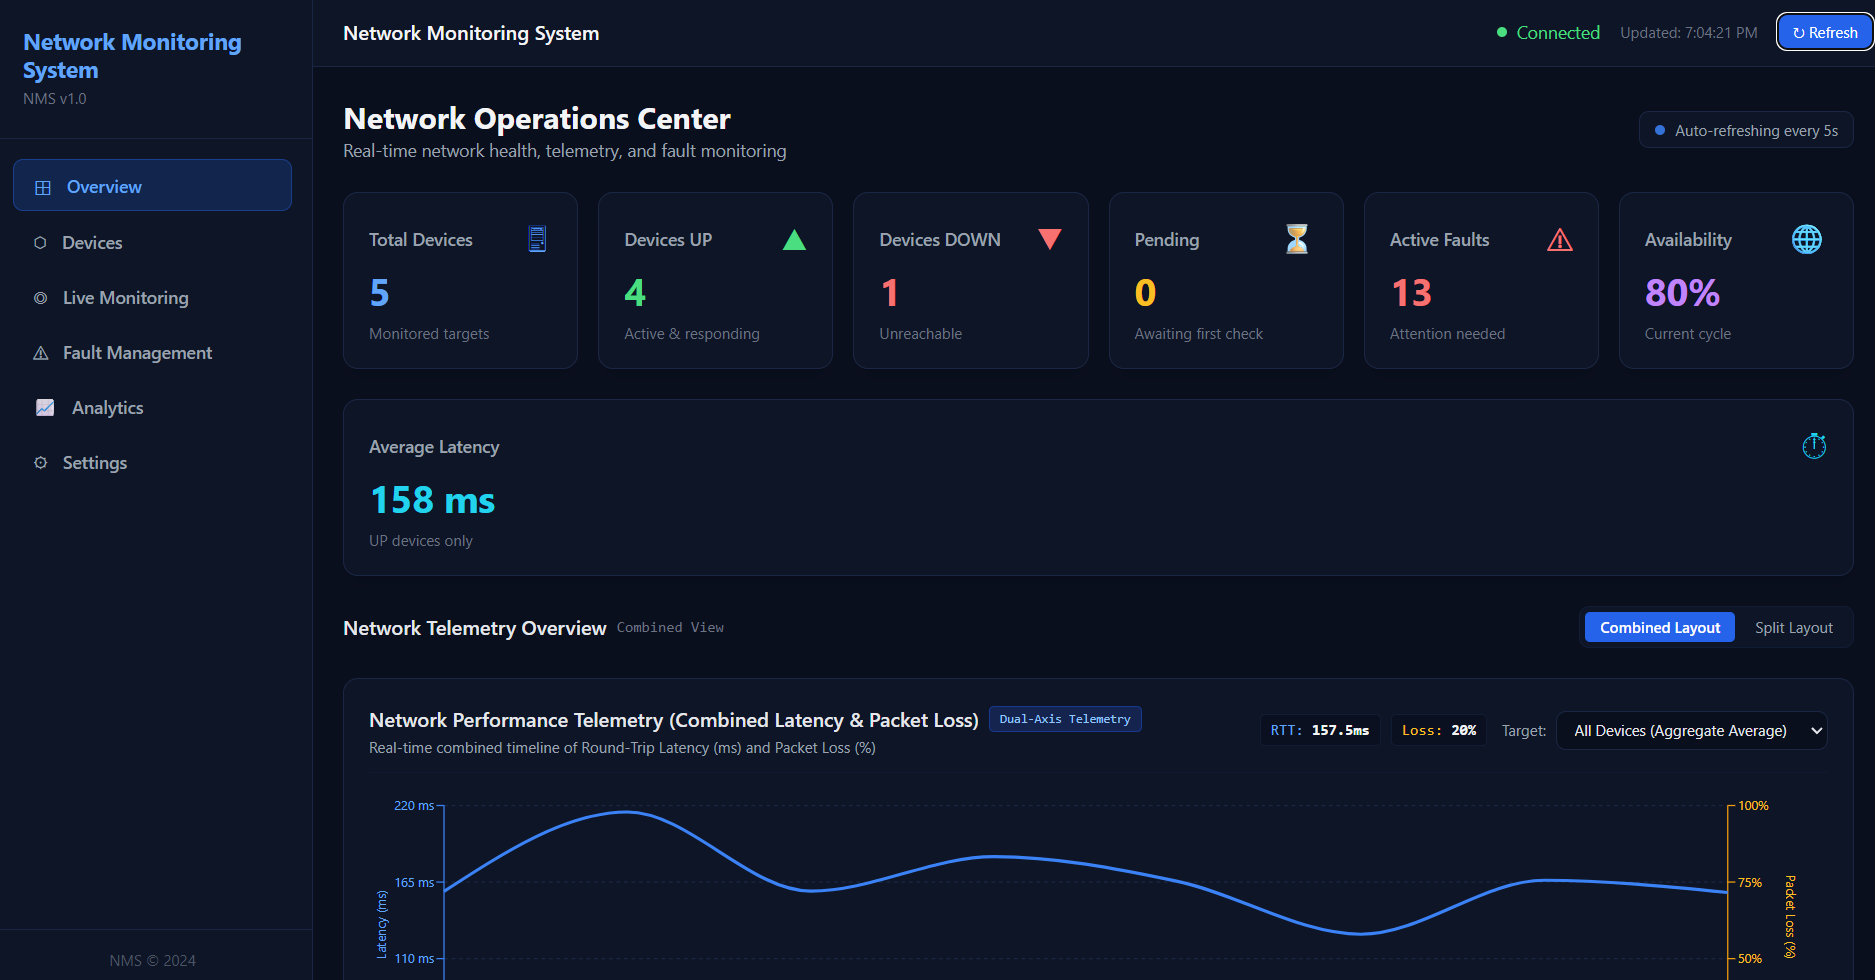 Network Monitoring
System
NMS v1.0
Overview
Devices
Live Monitoring
Fault Management
Analytics
Settings
NMS © 2024
Network Monitoring System
Connected
Updated: 7:04:21 PM
↻ Refresh
Network Operations Center
Real-time network health, telemetry, and fault monitoring
Auto-refreshing every 5s
Total Devices
5
Monitored targets
Devices UP
4
Active & responding
Devices DOWN
1
Unreachable
Pending
0
Awaiting first check
Active Faults
13
Attention needed
Availability
80%
Current cycle
Average Latency
158 ms
UP devices only
Network Telemetry Overview Combined View
Combined Layout
Split Layout
Network Performance Telemetry (Combined Latency & Packet Loss) Dual-Axis Telemetry
Real-time combined timeline of Round-Trip Latency (ms) and Packet Loss (%)
RTT: 157.5ms
Loss: 20%
Target: All Devices (Aggregate Average)
220 ms
165 ms
110 ms
Latency (ms)
100%
75%
50%
Packet Loss (%)